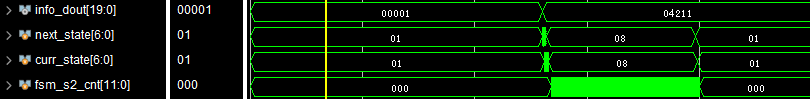 info_dout[19:0] 00001 00001 04211
next_state[6:0] 01 01 08 01
curr_state[6:0] 01 01 08 01
fsm_s2_cnt[11:0] 000 000 000